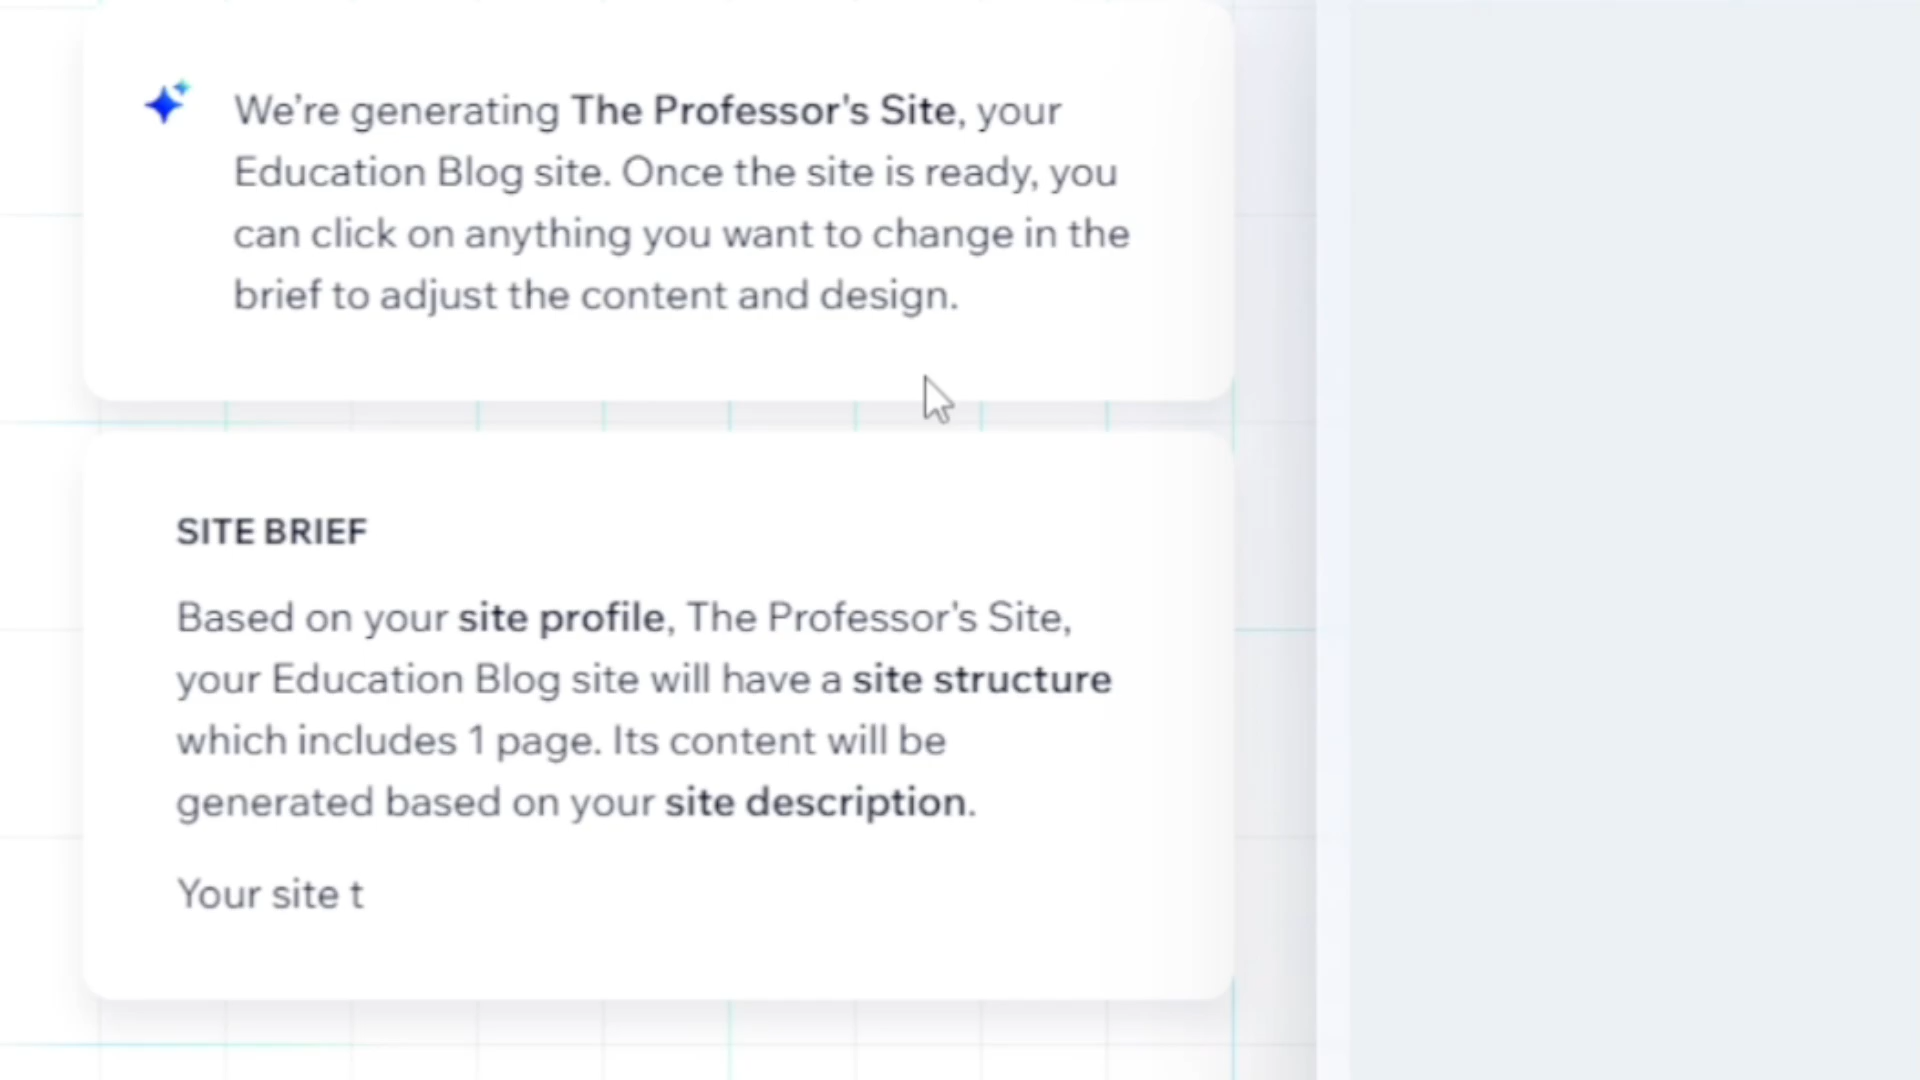 We're generating The Professor's Site, your
Education Blog site. Once the site is ready, you
can click on anything you want to change in the
brief to adjust the content and design.
SITE BRIEF
Based on your site profile, The Professor's Site,
your Education Blog site will have a site structure
which includes 1 page. Its content will be
generated based on your site description.
Your site t